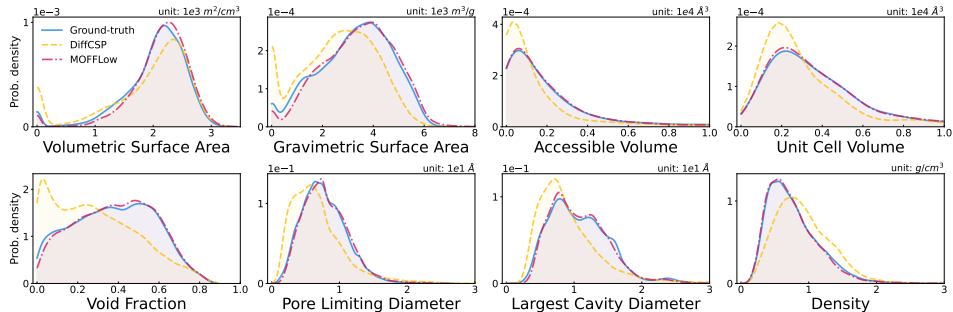 1e−3 unit: 1e3 m²/cm³
1e−4 unit: 1e3 m³/g
1e−4 unit: 1e4 Å³
1e−4 unit: 1e4 Å³
Prob. density
1
0
Ground-truth
DiffCSP
MOFFLow
0 1 2 3
Volumetric Surface Area
2
1
0
0 2 4 6 8
Gravimetric Surface Area
4
2
0
0.0 0.2 0.4 0.6 0.8 1.0
Accessible Volume
4
2
0
0.0 0.2 0.4 0.6 0.8 1.0
Unit Cell Volume
Prob. density
2
1
0
0.0 0.2 0.4 0.6 0.8 1.0
Void Fraction
1e−1 unit: 1e1 Å
1
0
0 1 2 3
Pore Limiting Diameter
1e−1 unit: 1e1 Å
1
0
0 1 2 3
Largest Cavity Diameter
unit: g/cm³
1
0
0 1 2 3
Density